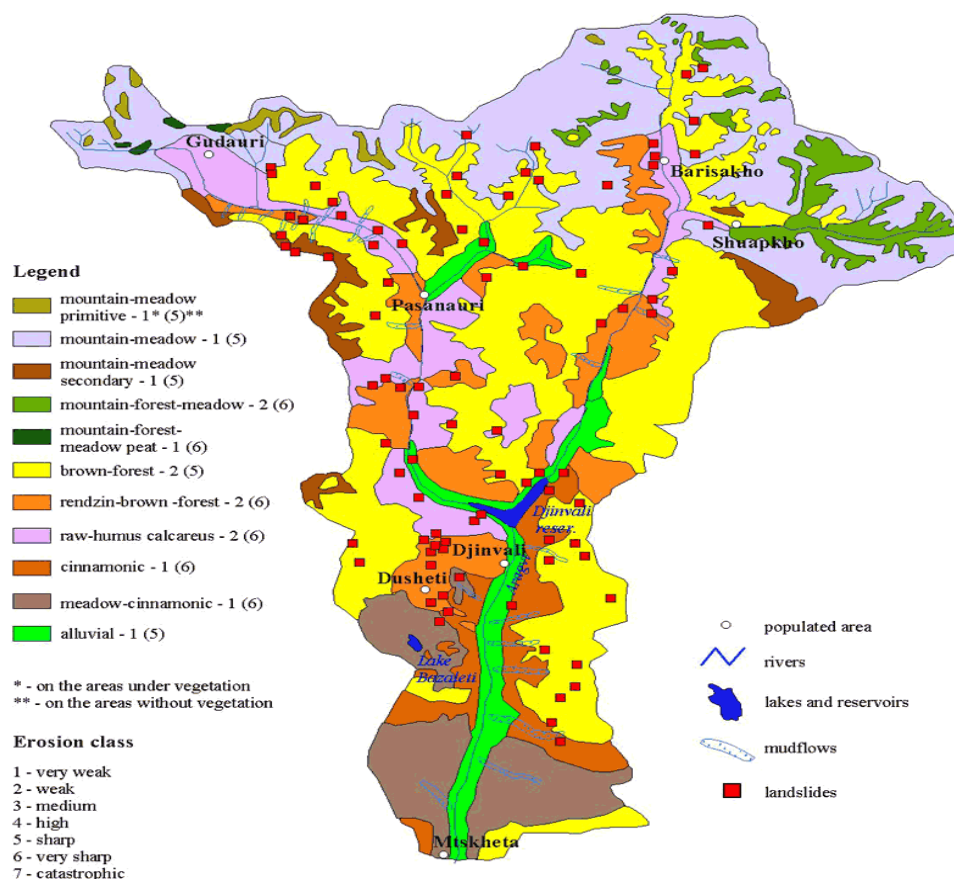 Gudauri
Barisakho
Shuapkho
Legend
mountain-meadow
primitive - 1* (5)**
mountain-meadow - 1 (5)
mountain-meadow
secondary - 1 (5)
mountain-forest-meadow - 2 (6)
mountain-forest-
meadow peat - 1 (6)
brown-forest - 2 (5)
rendzin-brown -forest - 2 (6)
raw-humus calcareus - 2 (6)
cinnamonic - 1 (6)
meadow-cinnamonic - 1 (6)
alluvial - 1 (5)
* - on the areas under vegetation
** - on the areas without vegetation
Erosion class
1 - very weak
2 - weak
3 - medium
4 - high
5 - sharp
6 - very sharp
7 - catastrophic
Pasanauri
Djinvali
reser.
Djinvali
Dusheti
Aragvi
Lake
Bazaleti
Mtskheta
populated area
rivers
lakes and reservoirs
mudflows
landslides